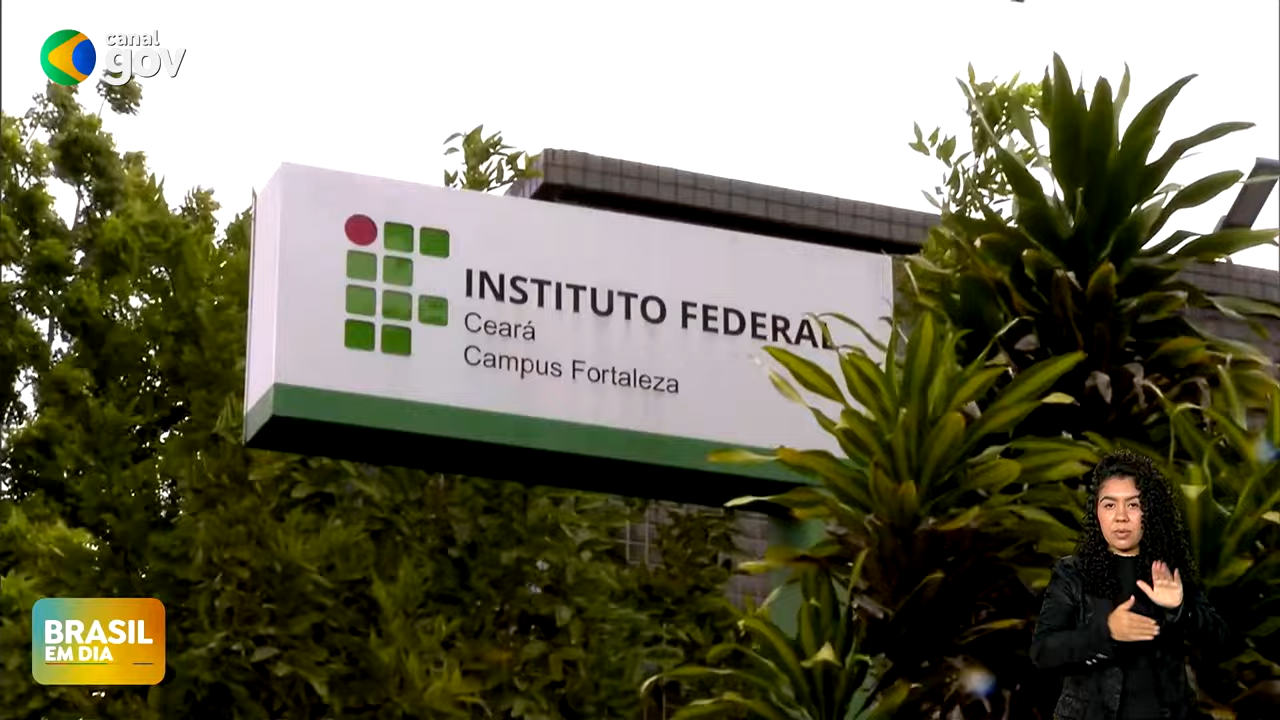 canal
gov
INSTITUTO FEDERAL
Ceará
Campus Fortaleza
BRASIL
EM DIA